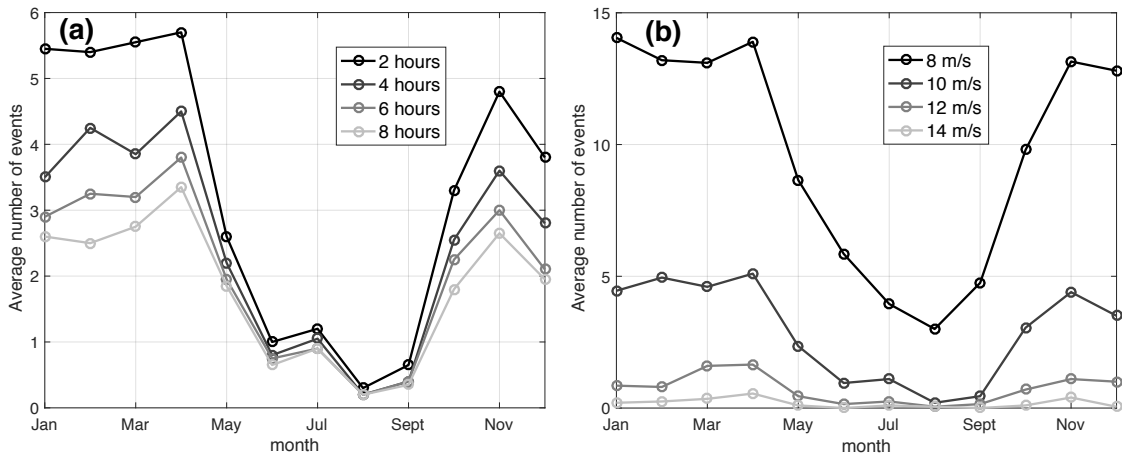 (a)
Average number of events
6
5
4
3
2
1
0
2 hours
4 hours
6 hours
8 hours
Jan
Mar
May
Jul
Sept
Nov
month
(b)
Average number of events
15
10
5
0
8 m/s
10 m/s
12 m/s
14 m/s
Jan
Mar
May
Jul
Sept
Nov
month